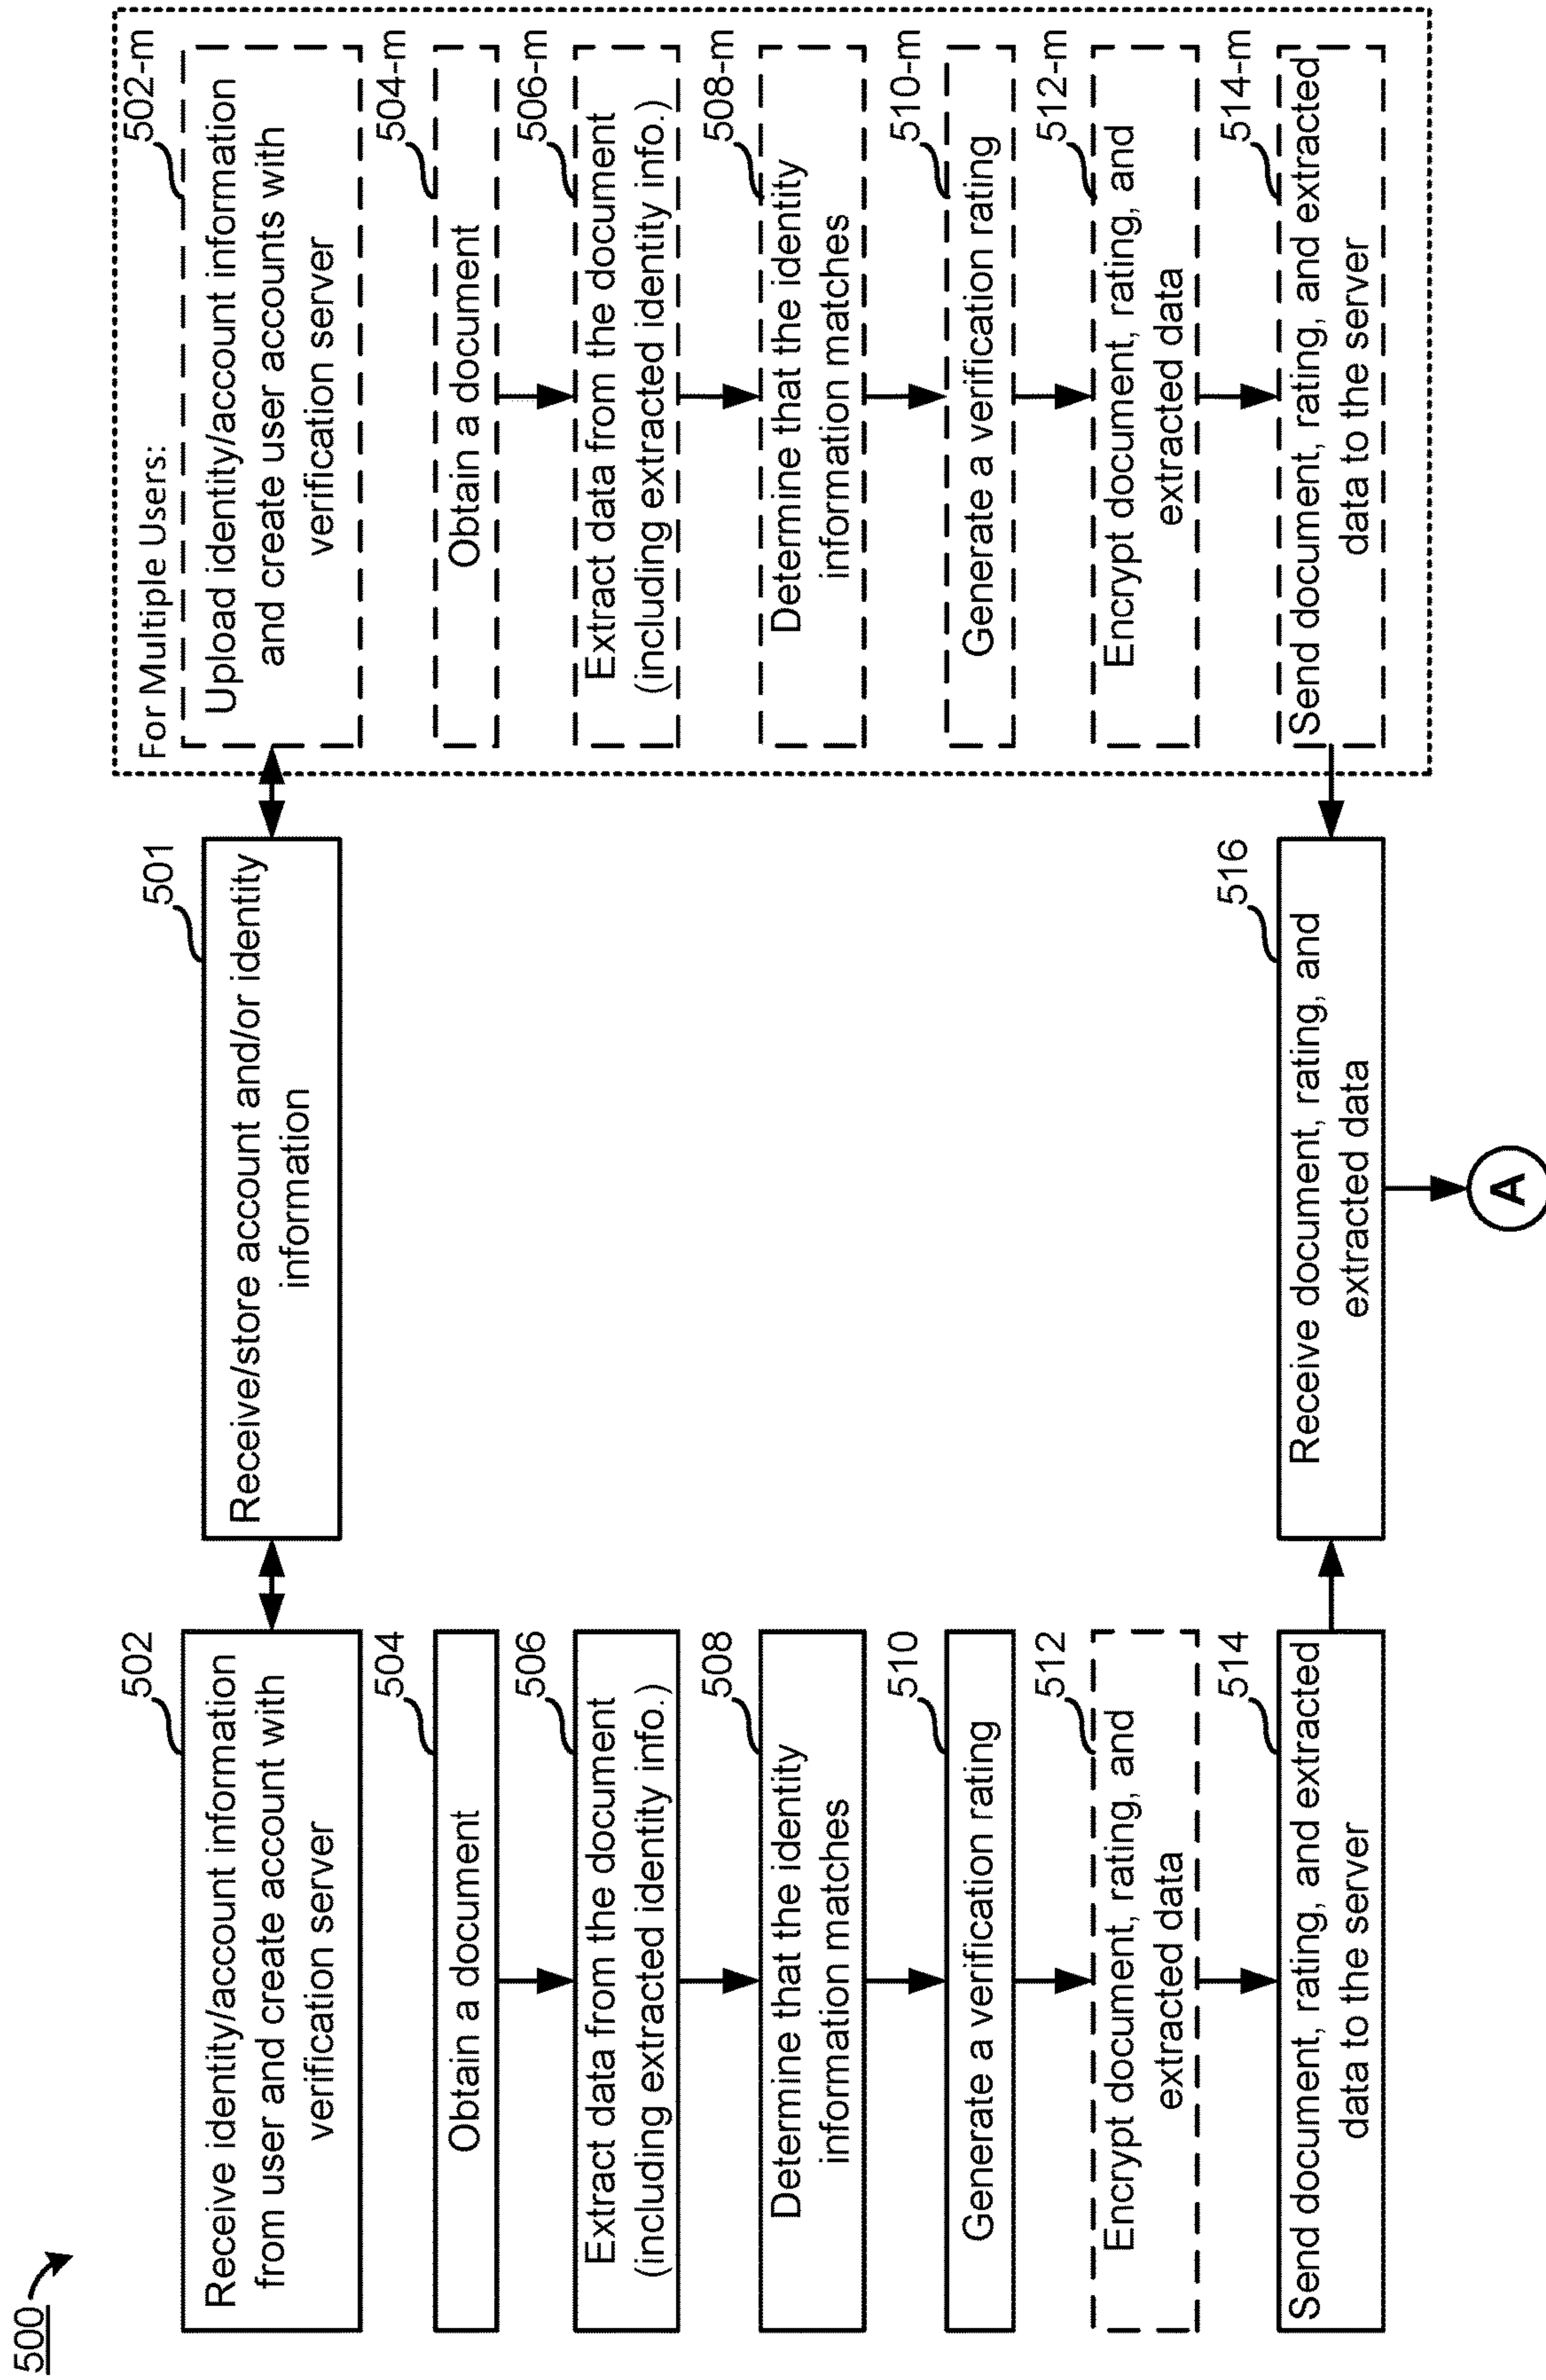 500
502
Receive identity/account information
from user and create account with
verification server
504
Obtain a document
506
Extract data from the document
(including extracted identity info.)
508
Determine that the identity
information matches
510
Generate a verification rating
512
Encrypt document, rating, and
extracted data
514
Send document, rating, and extracted
data to the server
501
Receive/store account and/or identity
information
516
Receive document, rating, and
extracted data
A
For Multiple Users:
502-m
Upload identity/account information
and create user accounts with
verification server
504-m
Obtain a document
506-m
Extract data from the document
(including extracted identity info.)
508-m
Determine that the identity
information matches
510-m
Generate a verification rating
512-m
Encrypt document, rating, and
extracted data
514-m
Send document, rating, and extracted
data to the server